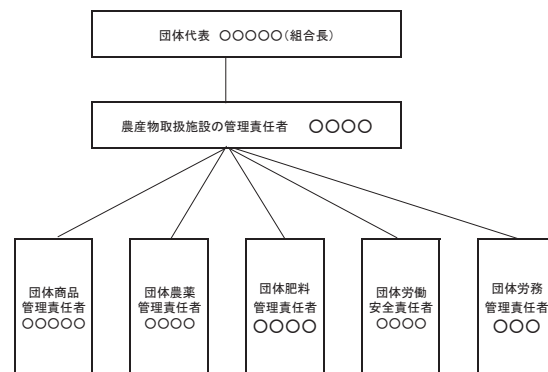 団体代表 〇〇〇〇〇(組合長)
農産物取扱施設の管理責任者 〇〇〇〇
団体商品
管理責任者
〇〇〇〇〇
団体農薬
管理責任者
〇〇〇〇
団体肥料
管理責任者
〇〇〇〇
団体労働
安全責任者
〇〇〇〇
団体労務
管理責任者
〇〇〇